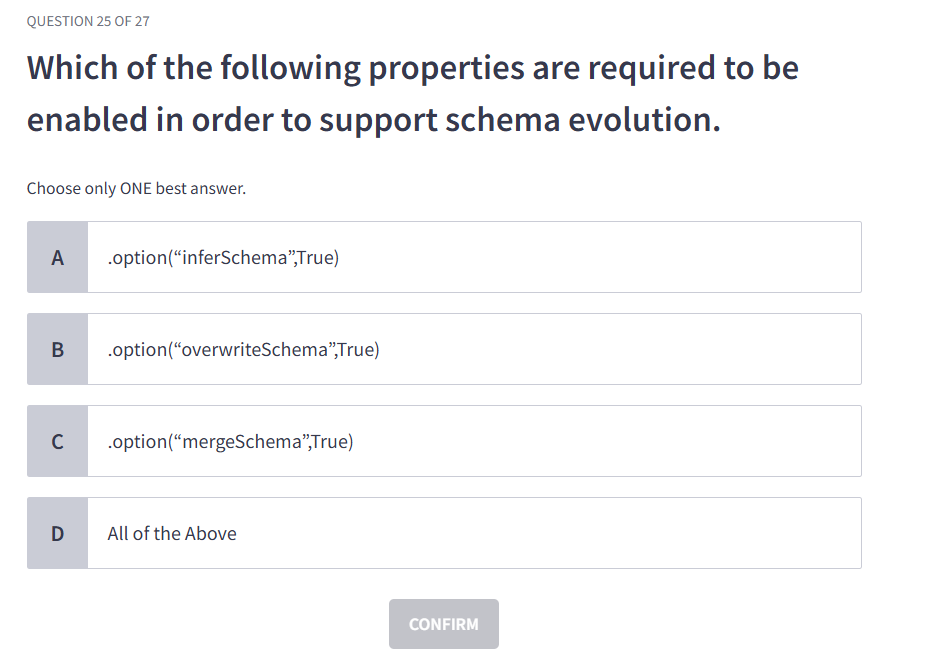 QUESTION 25 OF 27
Which of the following properties are required to be
enabled in order to support schema evolution.
Choose only ONE best answer.
A .option(“inferSchema”,True)
B .option(“overwriteSchema”,True)
C .option(“mergeSchema”,True)
D All of the Above
CONFIRM